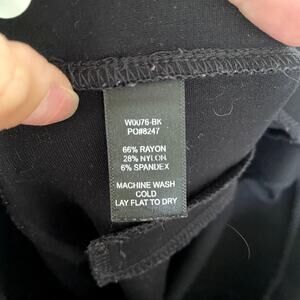 W0076-BK
PO#8247
66% RAYON
28% NYLON
6% SPANDEX
MACHINE WASH
COLD
LAY FLAT TO DRY